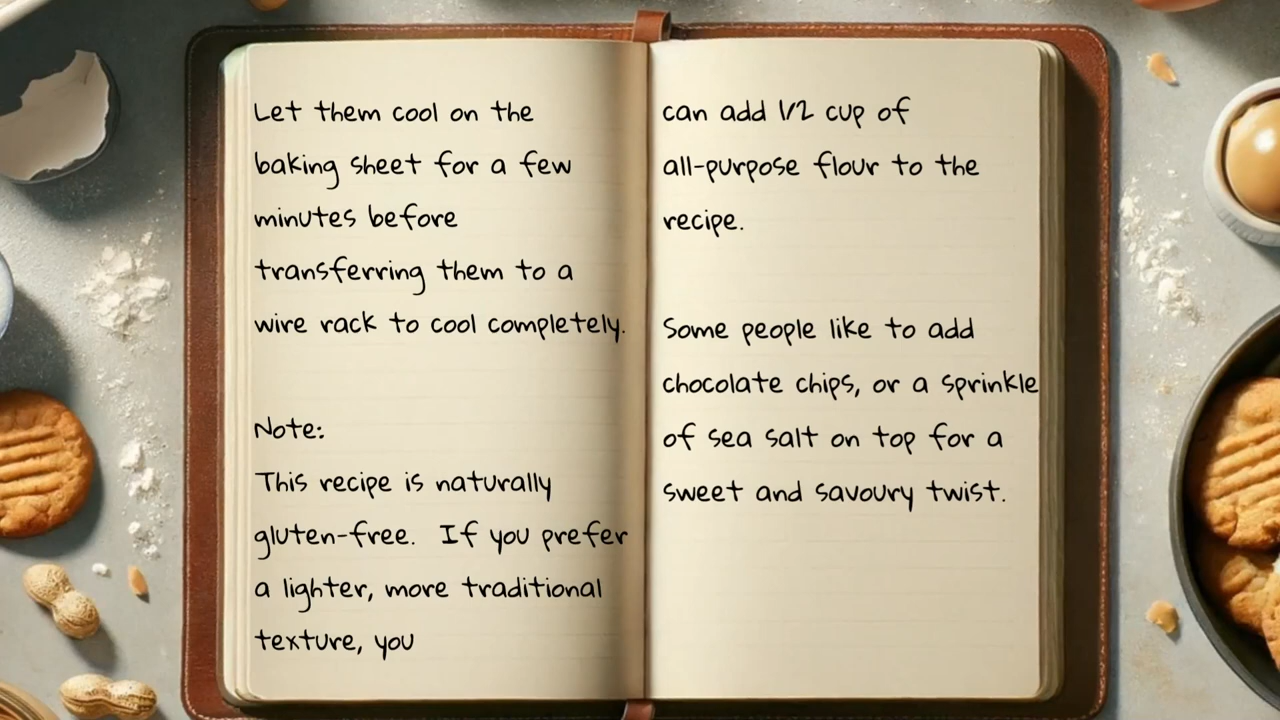 Let them cool on the
baking sheet for a few
minutes before
transferring them to a
wire rack to cool completely.
Note:
This recipe is naturally
gluten-free. If you prefer
a lighter, more traditional
texture, you
can add 1/2 cup of
all-purpose flour to the
recipe.
Some people like to add
chocolate chips, or a sprinkle
of sea salt on top for a
sweet and savoury twist.